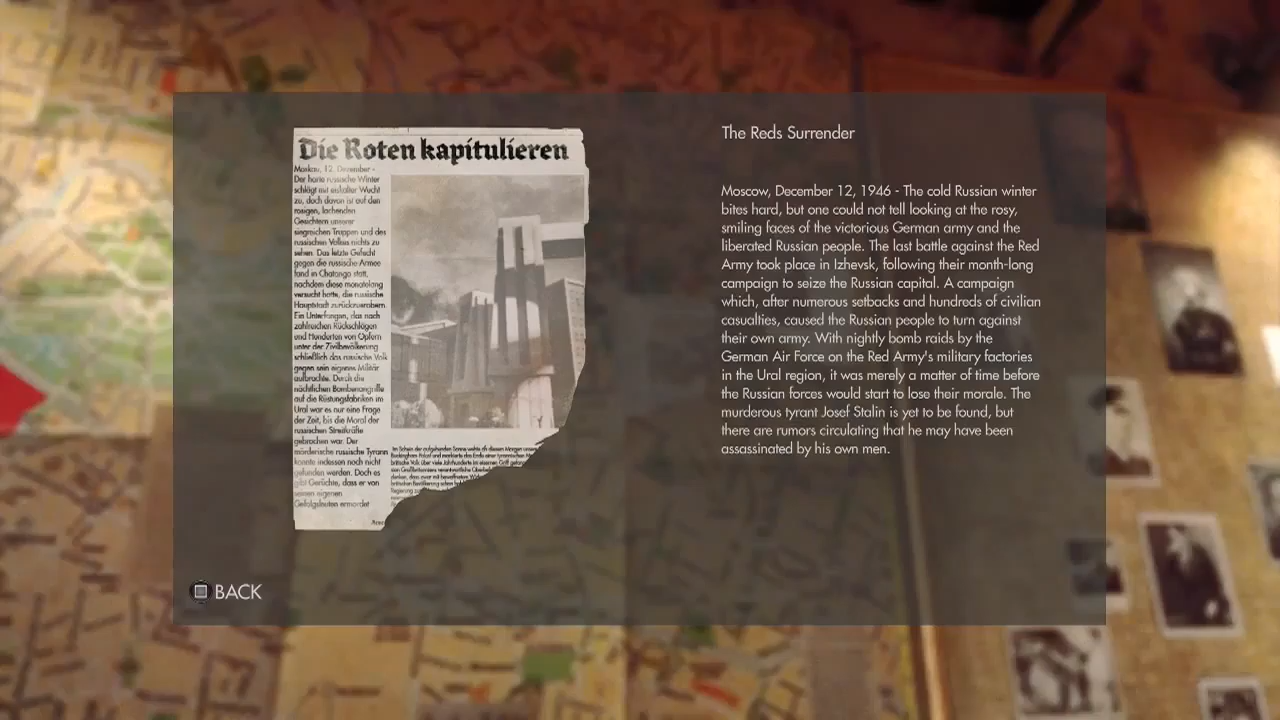 Die Roten kapitulieren
Moskau, 12. Dezember -
Der harte russische Winter
schlägt mit eiskalter Wucht
zu, doch davon ist auf den
rosigen, lachenden
Gesichtern unserer
siegreichen Truppen und des
russischen Volkes nichts zu
sehen. Das letzte Gefecht
gegen die russische Armee
fand in Chatanga statt,
nachdem diese monatelang
versucht hatte, die russische
Hauptstadt zurückzuerobern.
Ein Unterfangen, das nach
zahlreichen Rückschlägen
und Hunderten von Opfern
unter der Zivilbevölkerung
schließlich das russische Volk
gegen sein eigenes Militär
aufbrachte. Durch die
nächtlichen Bombenangriffe
auf die Rüstungsfabriken im
Ural war es nur eine Frage
der Zeit, bis die Moral der
russischen Streitkräfte
gebrochen war. Der
mörderische russische Tyrann
konnte indessen noch nicht
gefunden werden. Doch es
gibt Gerüchte, dass er von
seinen eigenen
Gefolgsleuten ermordet
The Reds Surrender
Moscow, December 12, 1946 - The cold Russian winter
bites hard, but one could not tell looking at the rosy,
smiling faces of the victorious German army and the
liberated Russian people. The last battle against the Red
Army took place in Izhevsk, following their month-long
campaign to seize the Russian capital. A campaign
which, after numerous setbacks and hundreds of civilian
casualties, caused the Russian people to turn against
their own army. With nightly bomb raids by the
German Air Force on the Red Army's military factories
in the Ural region, it was merely a matter of time before
the Russian forces would start to lose their morale. The
murderous tyrant Josef Stalin is yet to be found, but
there are rumors circulating that he may have been
assassinated by his own men.
BACK